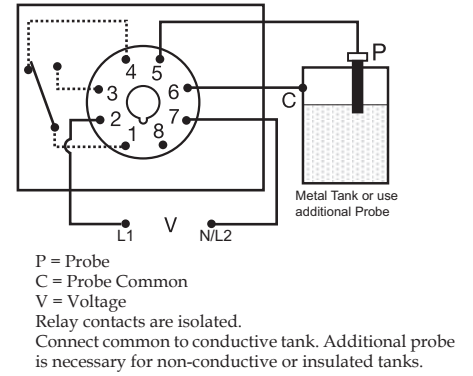 P
4 5
3 6
C
2 7
1 8
Metal Tank or use
additional Probe
L1 V N/L2
P = Probe
C = Probe Common
V = Voltage
Relay contacts are isolated.
Connect common to conductive tank. Additional probe
is necessary for non-conductive or insulated tanks.